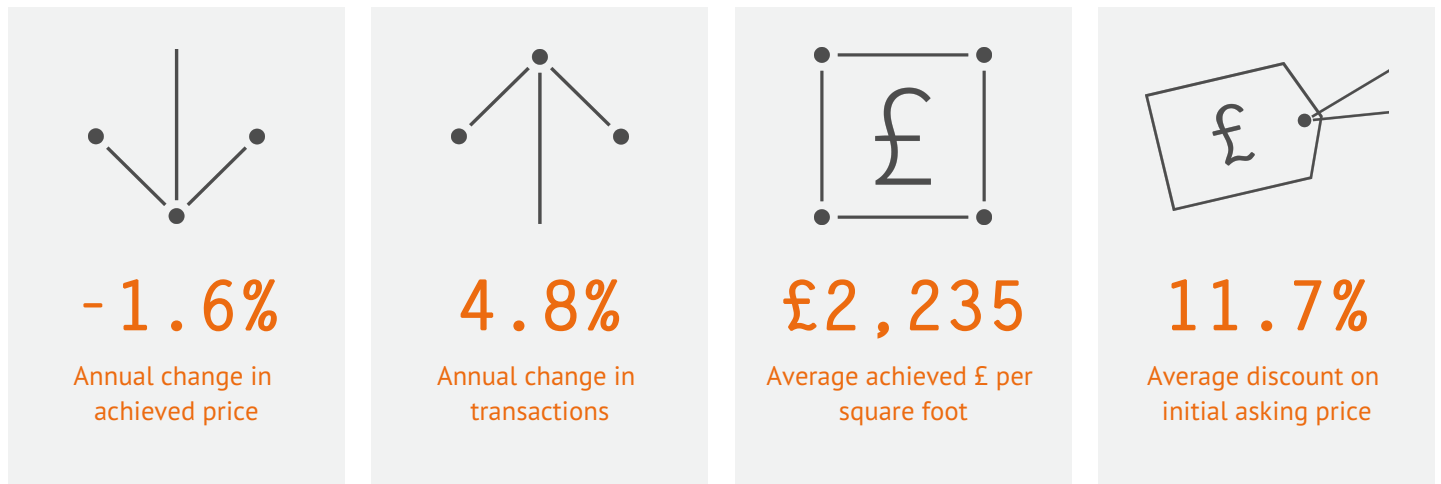 £
£
-1.6%
Annual change in
achieved price
4.8%
Annual change in
transactions
£2,235
Average achieved £ per
square foot
11.7%
Average discount on
initial asking price